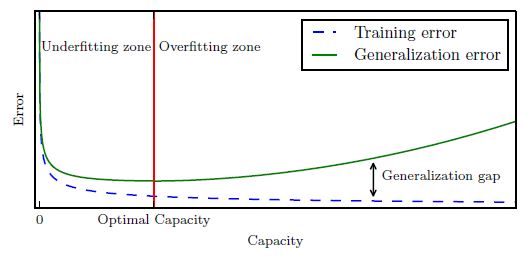 Training error
Generalization error
Underfitting zone
Overfitting zone
Error
Generalization gap
0
Optimal Capacity
Capacity